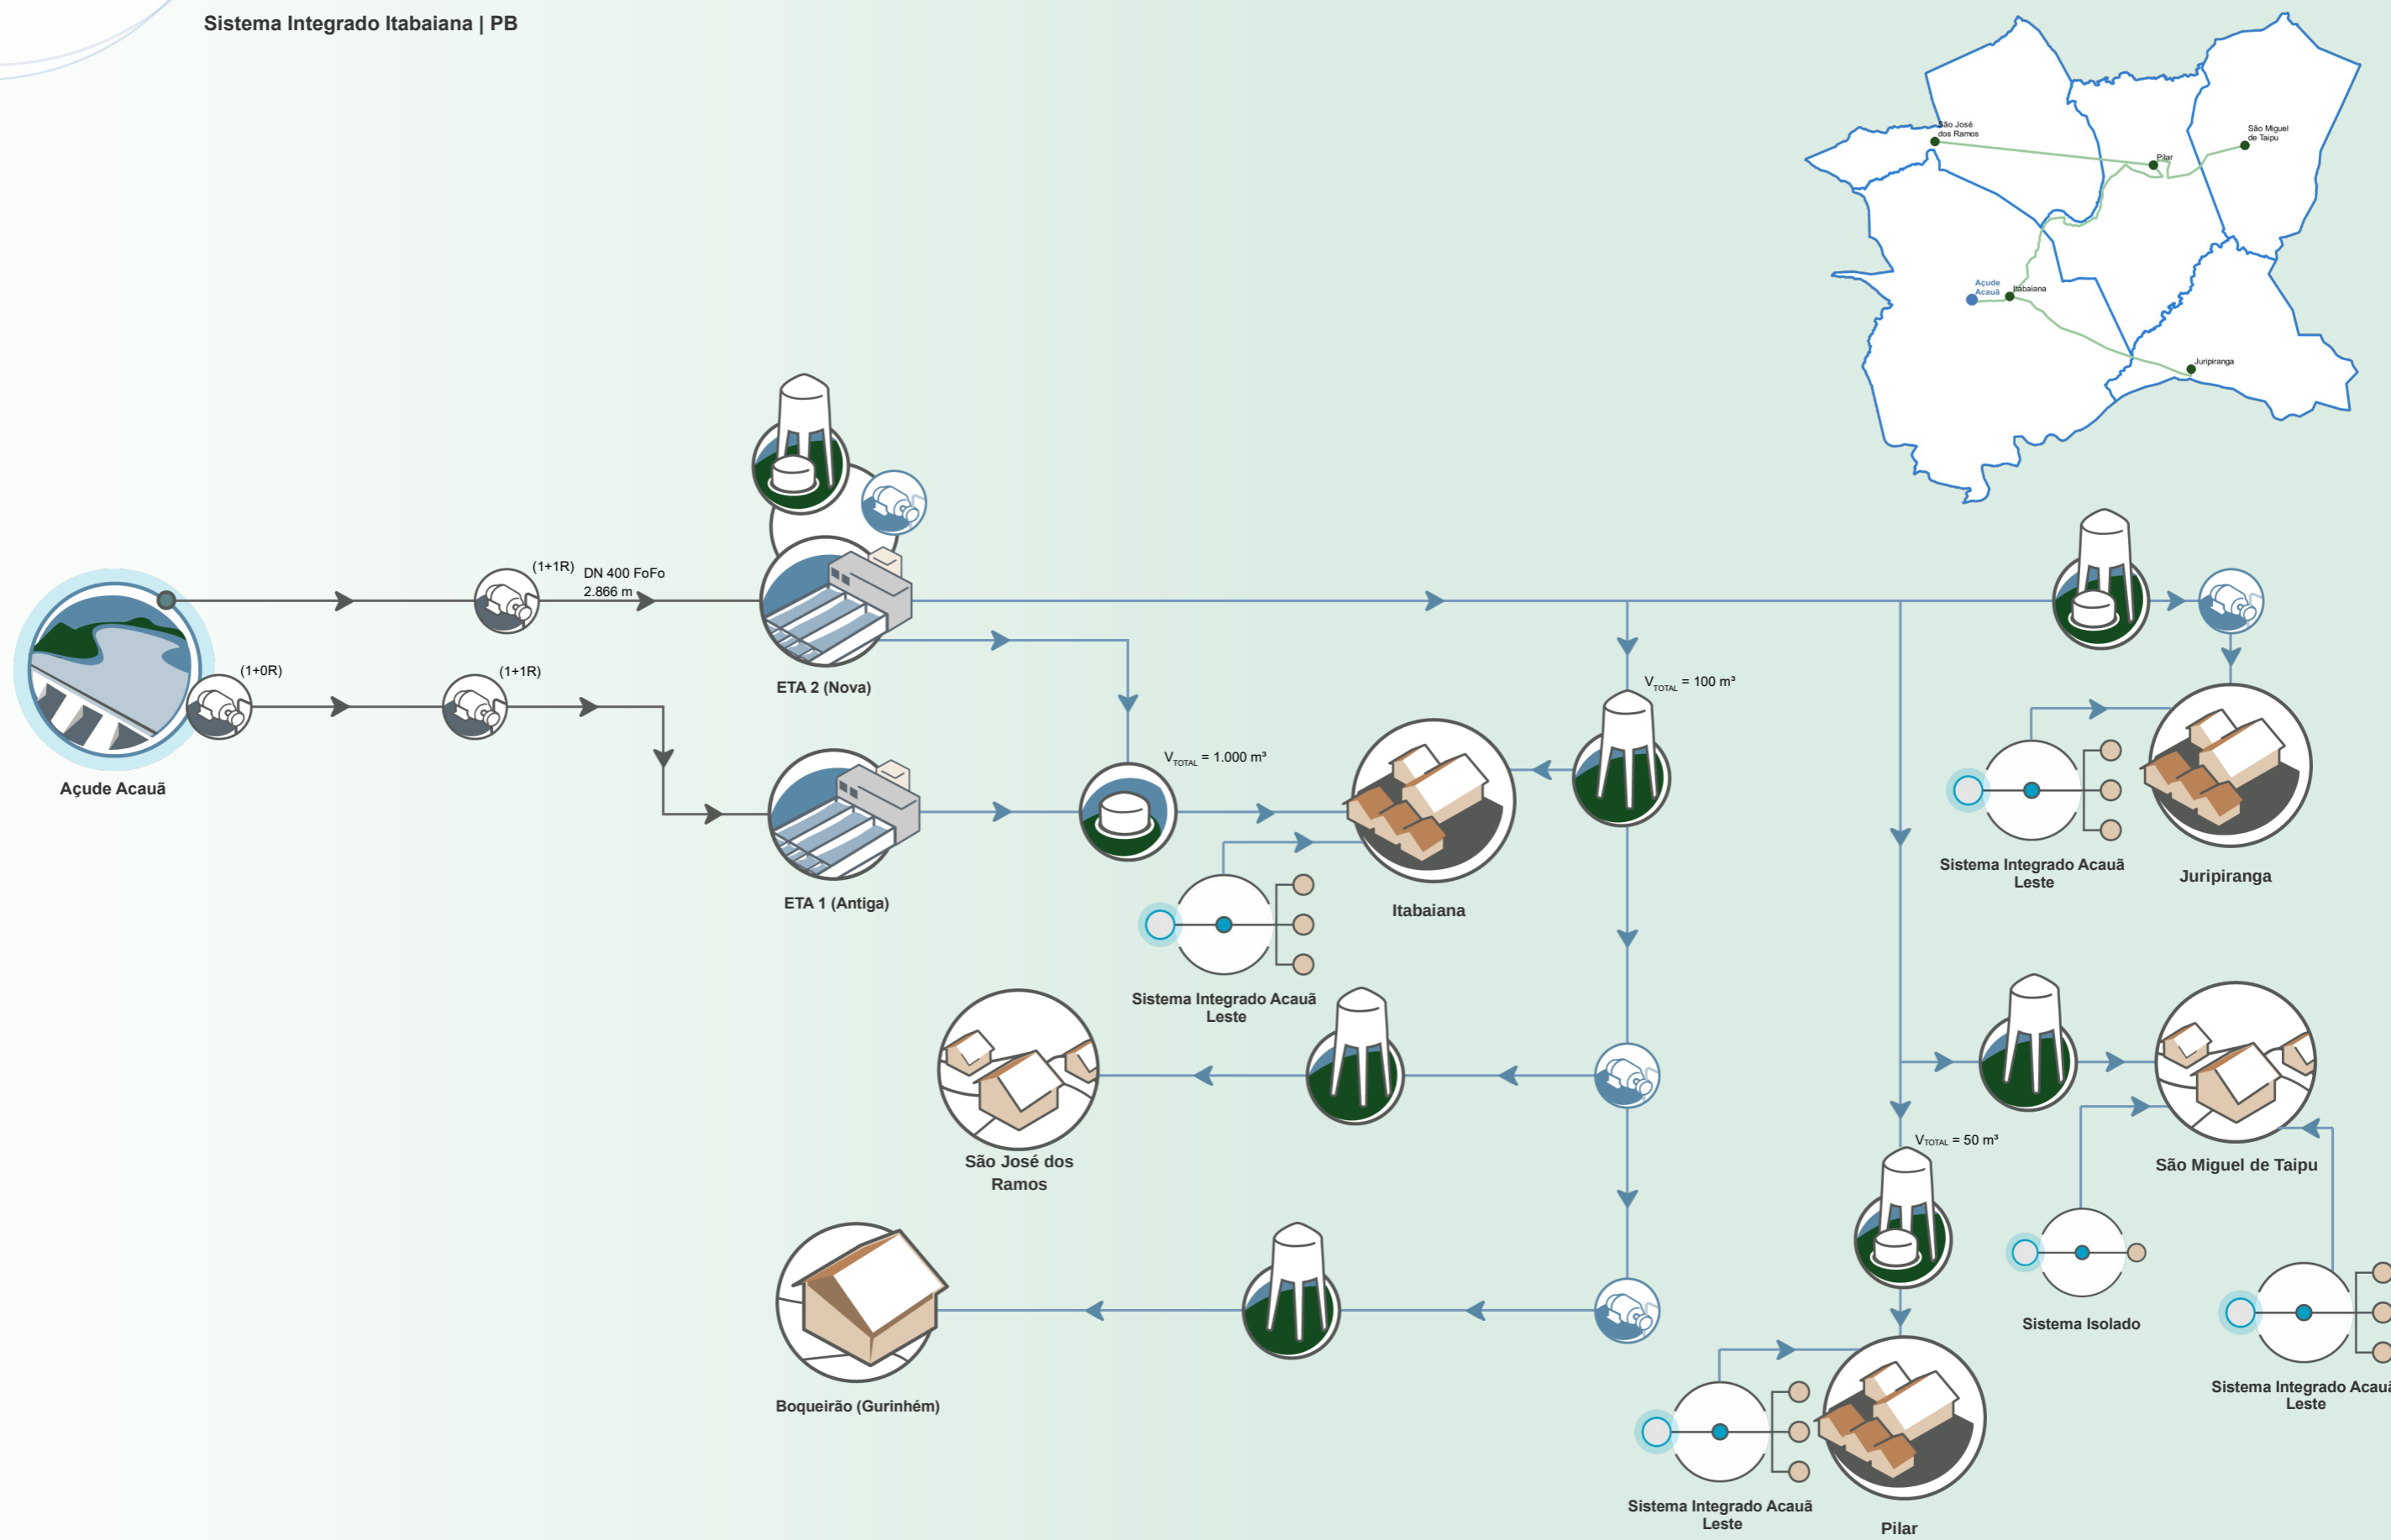 Sistema Integrado Itabaiana | PB
São José
dos Ramos
São Miguel
de Taipu
Pilar
Açude
Acauã
Itabaiana
Juripiranga
(1+1R)
DN 400 FoFo
2.866 m
(1+0R)
(1+1R)
Açude Acauã
ETA 2 (Nova)
ETA 1 (Antiga)
VTOTAL = 1.000 m³
VTOTAL = 100 m³
Itabaiana
Sistema Integrado Acauã
Leste
Sistema Integrado Acauã
Leste
Juripiranga
São José dos
Ramos
VTOTAL = 50 m³
São Miguel de Taipu
Sistema Isolado
Boqueirão (Gurinhém)
Sistema Integrado Acauã
Leste
Sistema Integrado Acauã
Leste
Pilar